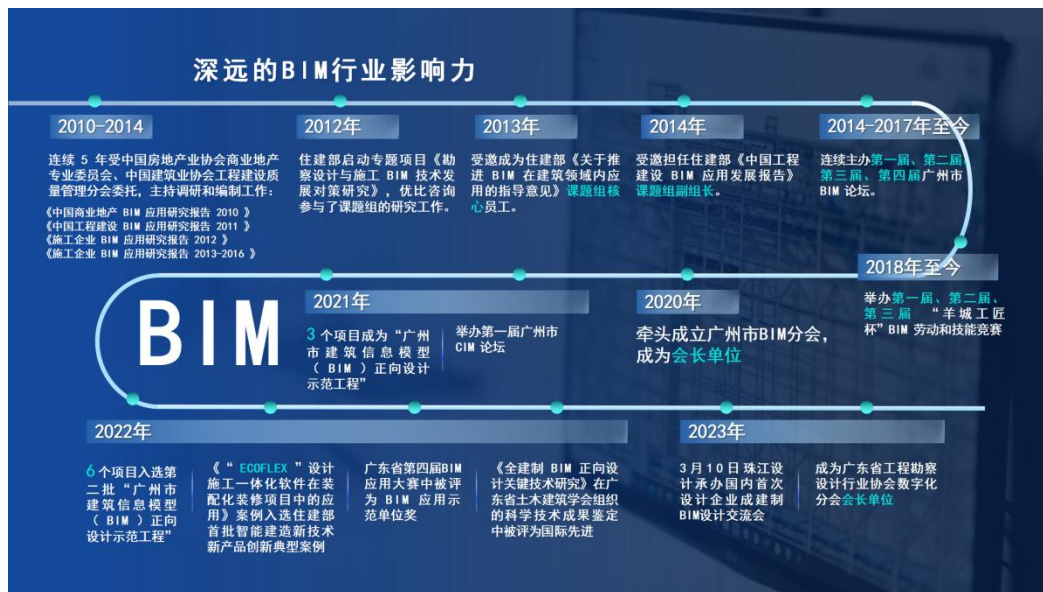 深远的BIM行业影响力
2010-2014
连续 5 年受中国房地产业协会商业地产
专业委员会、中国建筑业协会工程建设质
量管理分会委托，主持调研和编制工作：
《中国商业地产 BIM 应用研究报告 2010 》
《中国工程建设 BIM 应用研究报告 2011 》
《施工企业 BIM 应用研究报告 2012 》
《施工企业 BIM 应用研究报告 2013-2016 》
2012年
住建部启动专题项目《勘
察设计与施工 BIM 技术发
展对策研究》，优比咨询
参与了课题组的研究工作。
2013年
受邀成为住建部《关于推
进 BIM 在建筑领域内应
用的指导意见》课题组核
心员工。
2014年
受邀担任住建部《中国工程
建设 BIM 应用发展报告》
课题组副组长。
2014-2017年至今
连续主办第一届、第二届、
第三届、第四届广州市
BIM 论坛。
2018年至今
举办第一届、第二届、
第三届 “羊城工匠
杯”BIM 劳动和技能竞赛
2020年
牵头成立广州市BIM分会，
成为会长单位
2021年
3 个项目成为“广州
市建筑信息模型
（ BIM ）正向设计
示范工程”
举办第一届广州市
CIM 论坛
BIM
2022年
6个项目入选第
二批“广州市
建筑信息模型
（ BIM ）正向
设计示范工程”
《“ ECOFLEX ”设计
施工一体化软件在装
配化装修项目中的应
用》案例入选住建部
首批智能建造新技术
新产品创新典型案例
广东省第四届BIM
应用大赛中被评
为 BIM 应用示
范单位奖
《全建制 BIM 正向设
计关键技术研究》在广
东省土木建筑学会组织
的科学技术成果鉴定
中被评为国际先进
2023年
3月10日珠江设
计承办国内首次
设计企业成建制
BIM设计交流会
成为广东省工程勘察
设计行业协会数字化
分会会长单位